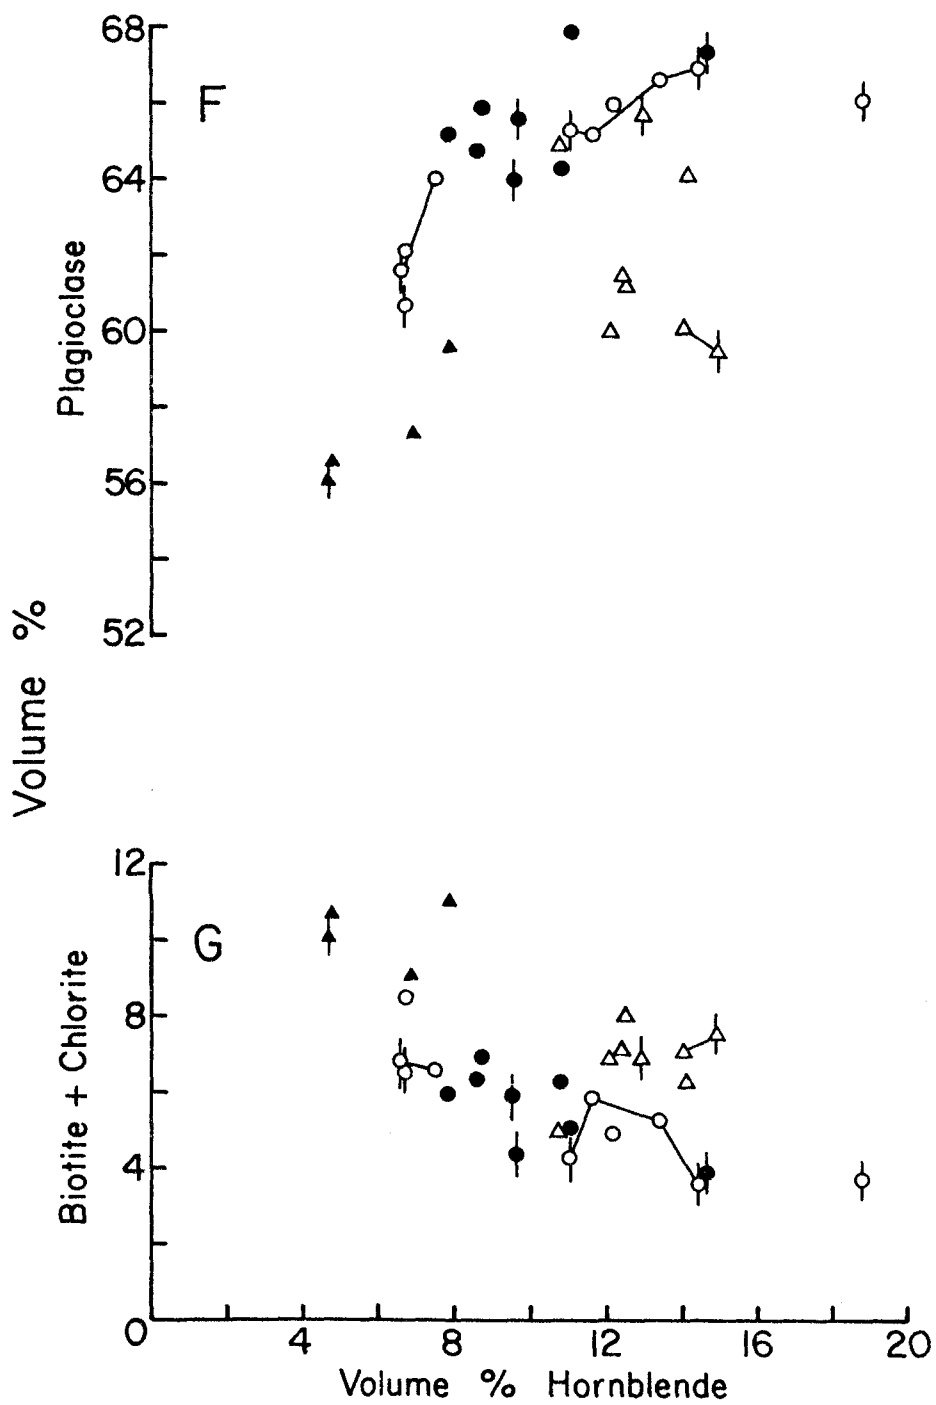 68
F
64
60
56
52
Plagioclase
Volume %
12
G
8
4
0
Biotite + Chlorite
4 8 12 16 20
Volume % Hornblende